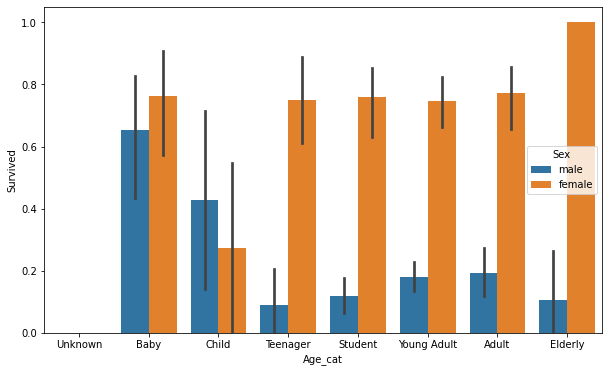 1.0
0.8
0.6
0.4
0.2
0.0
Survived
Sex
male
female
Unknown Baby Child Teenager Student Young Adult Adult Elderly
Age_cat